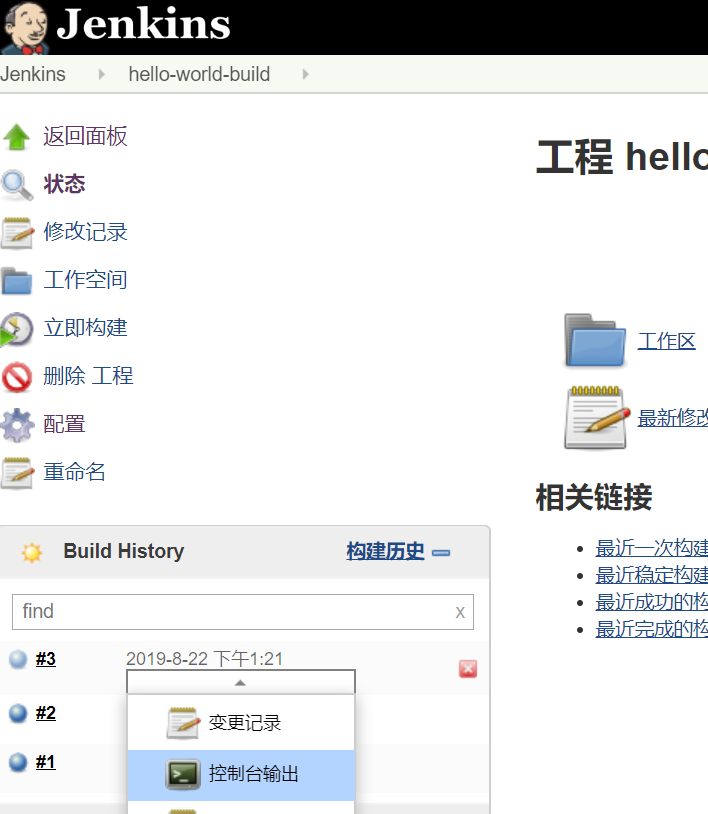 Jenkins
Jenkins
hello-world-build
返回面板
状态
修改记录
工作空间
立即构建
删除 工程
配置
重命名
工程 hello
工作区
最新修改
相关链接
最近一次构建
最近稳定构建
最近成功的构
最近完成的构
Build History
构建历史
find
x
#3
2019-8-22 下午1:21
#2
#1
变更记录
控制台输出